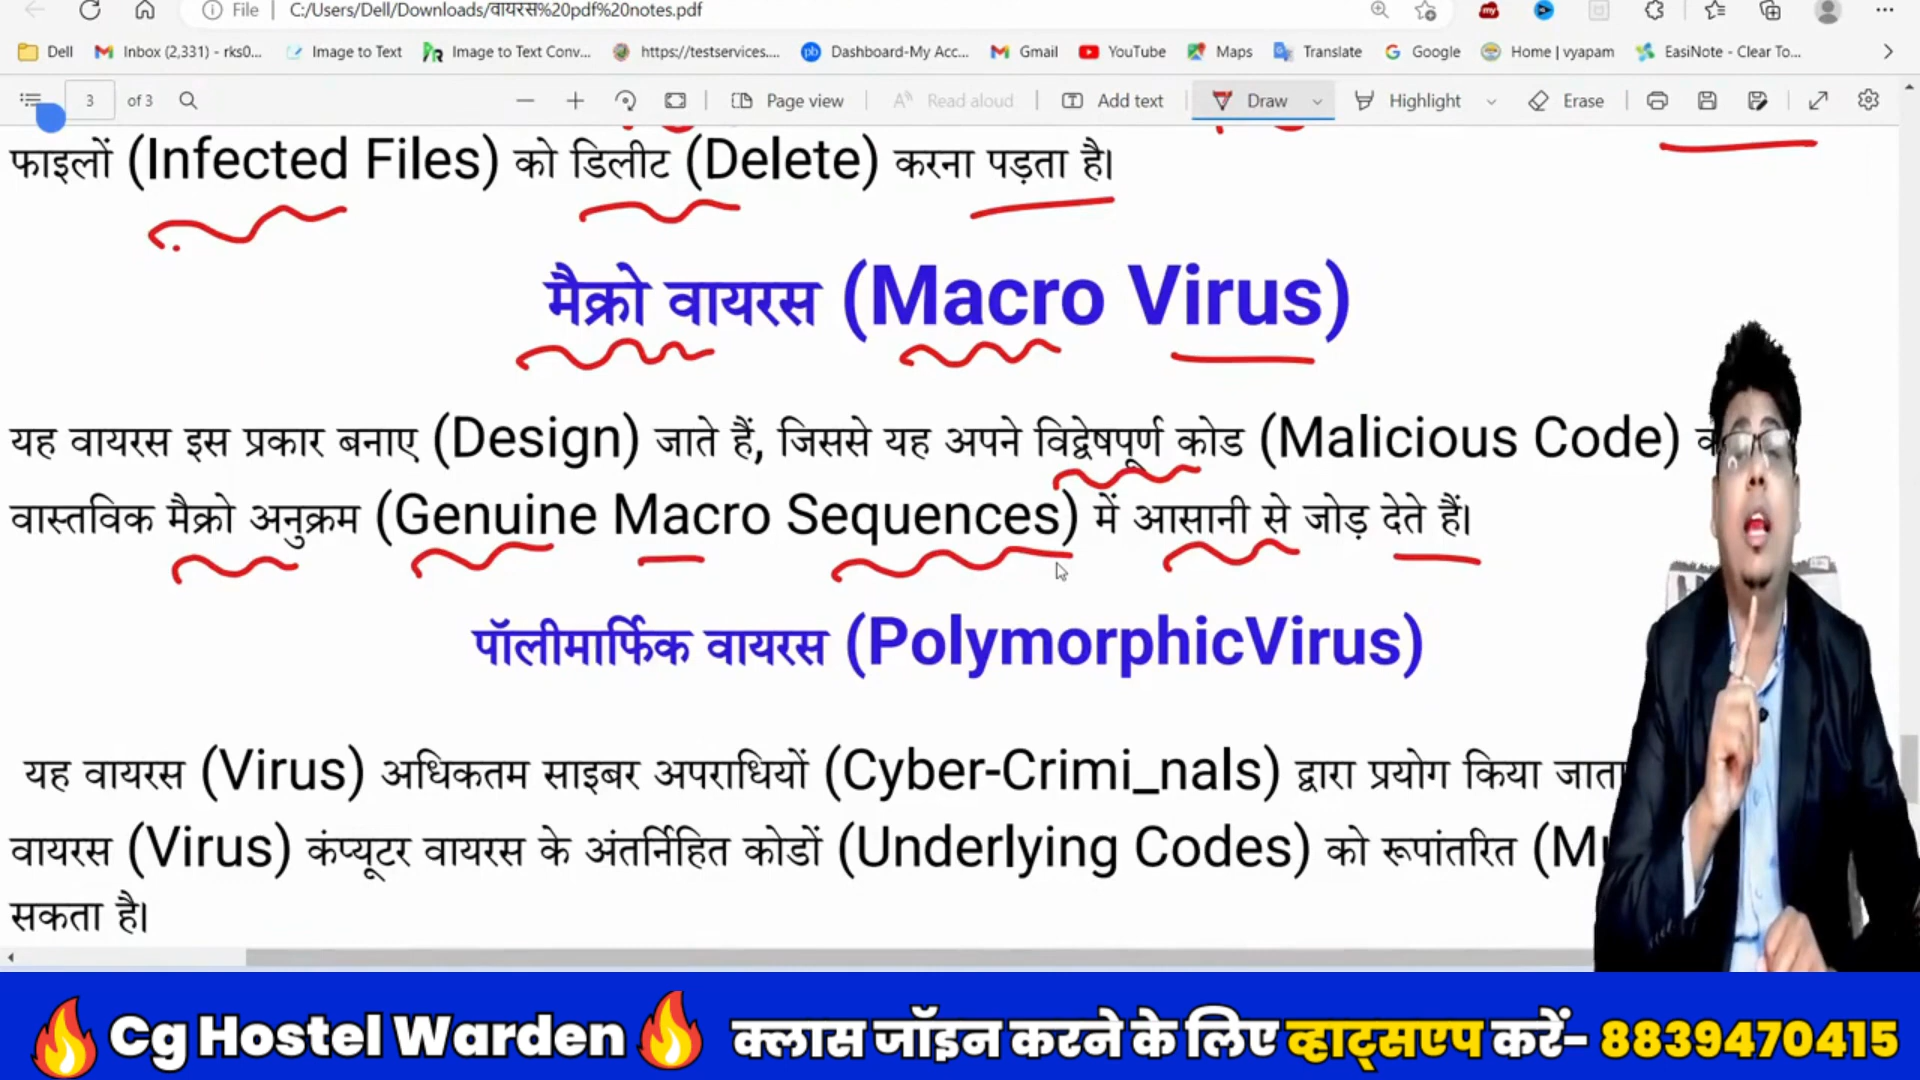 File C:/Users/Dell/Downloads/वायरस%20pdf%20notes.pdf
Dell Inbox (2,331) - rks0... Image to Text Image to Text Conv... https://testservices.... Dashboard-My Acc... Gmail YouTube Maps Translate Google Home | vyapam EasiNote - Clear To...
3 of 3 Page view Read aloud Add text Draw Highlight Erase
फाइलों (Infected Files) को डिलीट (Delete) करना पड़ता है।
मैक्रो वायरस (Macro Virus)
यह वायरस इस प्रकार बनाए (Design) जाते हैं, जिससे यह अपने विद्वेषपूर्ण कोड (Malicious Code)
वास्तविक मैक्रो अनुक्रम (Genuine Macro Sequences) में आसानी से जोड़ देते हैं।
पॉलीमार्फिक वायरस (PolymorphicVirus)
यह वायरस (Virus) अधिकतम साइबर अपराधियों (Cyber-Crimi_nals) द्वारा प्रयोग किया जाता
वायरस (Virus) कंप्यूटर वायरस के अंतर्निहित कोडों (Underlying Codes) को रूपांतरित
सकता है।
Cg Hostel Warden क्लास जॉइन करने के लिए व्हाट्सएप करें- 8839470415